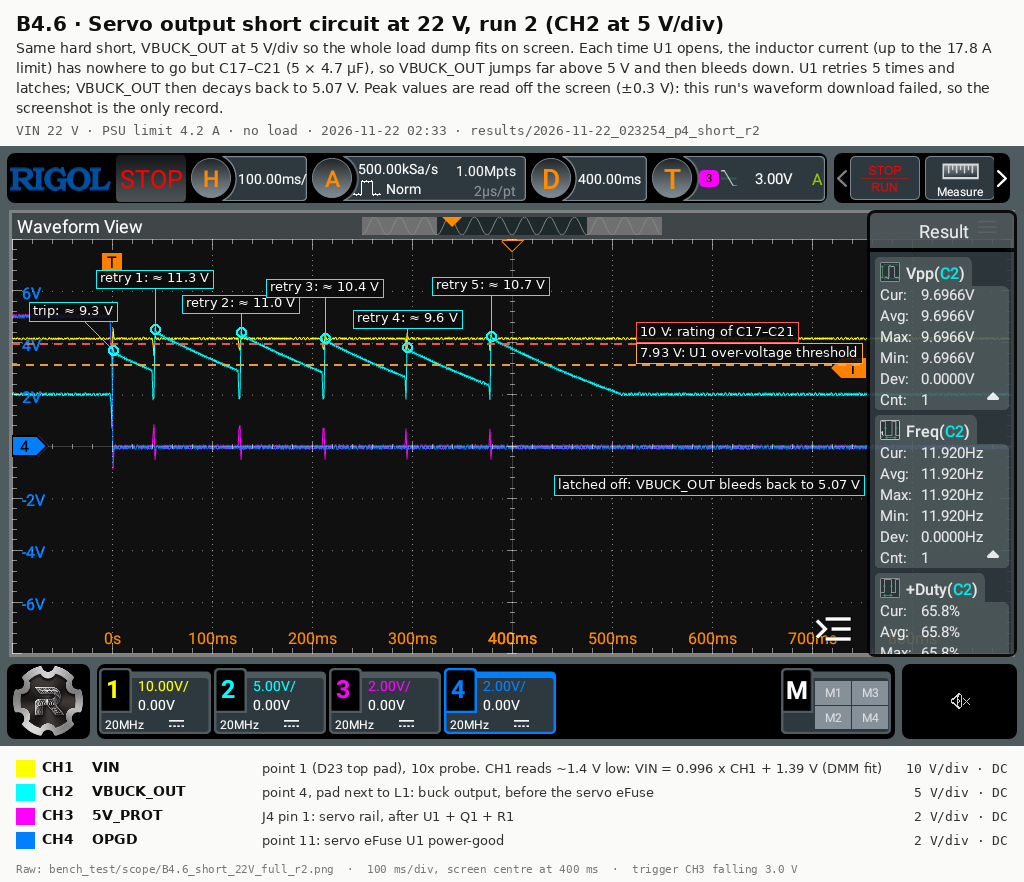 B4.6 · Servo output short circuit at 22 V, run 2 (CH2 at 5 V/div)
Same hard short, VBUCK_OUT at 5 V/div so the whole load dump fits on screen. Each time U1 opens, the inductor current (up to the 17.8 A
limit) has nowhere to go but C17–C21 (5 × 4.7 µF), so VBUCK_OUT jumps far above 5 V and then bleeds down. U1 retries 5 times and
latches; VBUCK_OUT then decays back to 5.07 V. Peak values are read off the screen (±0.3 V): this run's waveform download failed, so the
screenshot is the only record.
VIN 22 V · PSU limit 4.2 A · no load · 2026-11-22 02:33 · results/2026-11-22_023254_p4_short_r2
RIGOL STOP H 100.00ms/ A 500.00kSa/s 1.00Mpts D 400.00ms T 3 3.00V A STOP
Norm 2µs/pt RUN Measure
Waveform View
Result
T
retry 1: ≈ 11.3 V
retry 3: ≈ 10.4 V
retry 5: ≈ 10.7 V
6V
retry 2: ≈ 11.0 V
trip: ≈ 9.3 V
retry 4: ≈ 9.6 V
10 V: rating of C17–C21
4V
7.93 V: U1 over-voltage threshold
T
2V
4
latched off: VBUCK_OUT bleeds back to 5.07 V
-2V
-4V
-6V
0s 100ms 200ms 300ms 400ms 500ms 600ms 700ms
Vpp(C2)
Cur: 9.6966V
Avg: 9.6966V
Max: 9.6966V
Min: 9.6966V
Dev: 0.0000V
Cnt: 1
Freq(C2)
Cur: 11.920Hz
Avg: 11.920Hz
Max: 11.920Hz
Min: 11.920Hz
Dev: 0.0000Hz
Cnt: 1
+Duty(C2)
Cur: 65.8%
Avg: 65.8%
Max: 65.8%
1 10.00V/ 2 5.00V/ 3 2.00V/ 4 2.00V/ M M1 M3
0.00V 0.00V 0.00V 0.00V M2 M4
20MHz 20MHz 20MHz 20MHz
CH1 VIN point 1 (D23 top pad), 10x probe. CH1 reads ~1.4 V low: VIN = 0.996 x CH1 + 1.39 V (DMM fit) 10 V/div · DC
CH2 VBUCK_OUT point 4, pad next to L1: buck output, before the servo eFuse 5 V/div · DC
CH3 5V_PROT J4 pin 1: servo rail, after U1 + Q1 + R1 2 V/div · DC
CH4 OPGD point 11: servo eFuse U1 power-good 2 V/div · DC
Raw: bench_test/scope/B4.6_short_22V_full_r2.png · 100 ms/div, screen centre at 400 ms · trigger CH3 falling 3.0 V